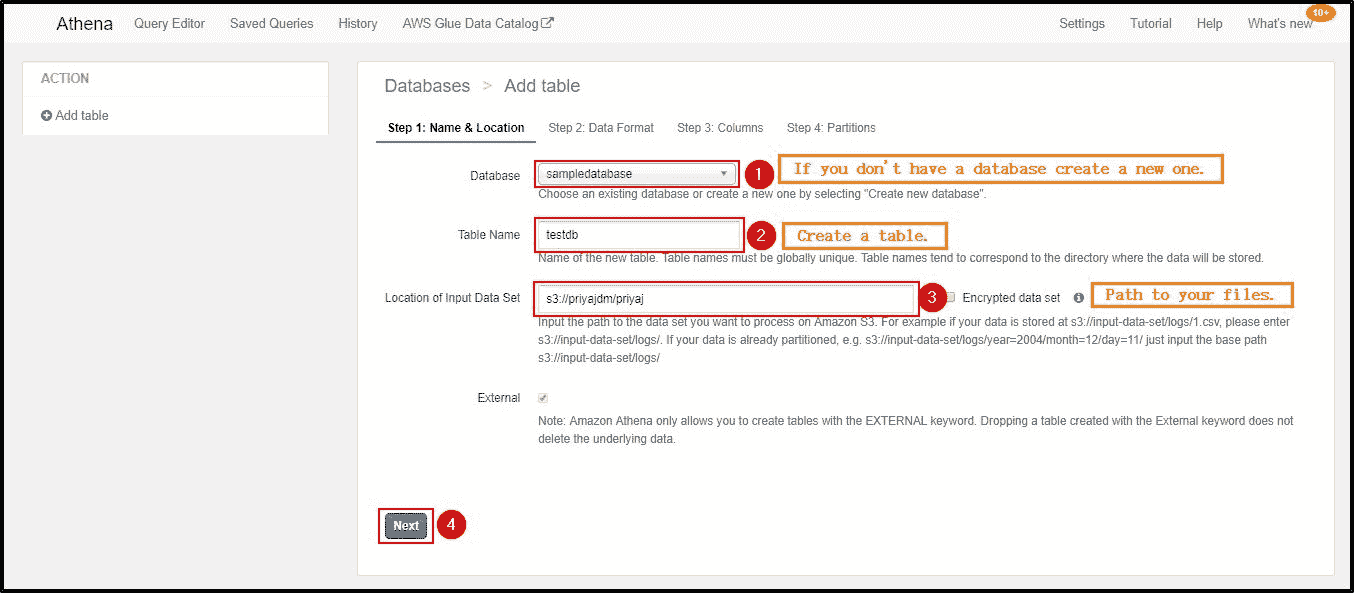 Athena Query Editor Saved Queries History AWS Glue Data Catalog Settings Tutorial Help What's new
ACTION
Add table
Databases > Add table
Step 1: Name & Location Step 2: Data Format Step 3: Columns Step 4: Partitions
Database sampledatabase 1 If you don't have a database create a new one.
Choose an existing database or create a new one by selecting "Create new database".
Table Name testdb 2 Create a table.
Name of the new table. Table names must be globally unique. Table names tend to correspond to the directory where the data will be stored.
Location of Input Data Set s3://priyajdm/priyaj 3 Encrypted data set Path to your files.
Input the path to the data set you want to process on Amazon S3. For example if your data is stored at s3://input-data-set/logs/1.csv, please enter
s3://input-data-set/logs/. If your data is already partitioned, e.g. s3://input-data-set/logs/year=2004/month=12/day=11/ just input the base path
s3://input-data-set/logs/
External
Note: Amazon Athena only allows you to create tables with the EXTERNAL keyword. Dropping a table created with the External keyword does not
delete the underlying data.
Next 4